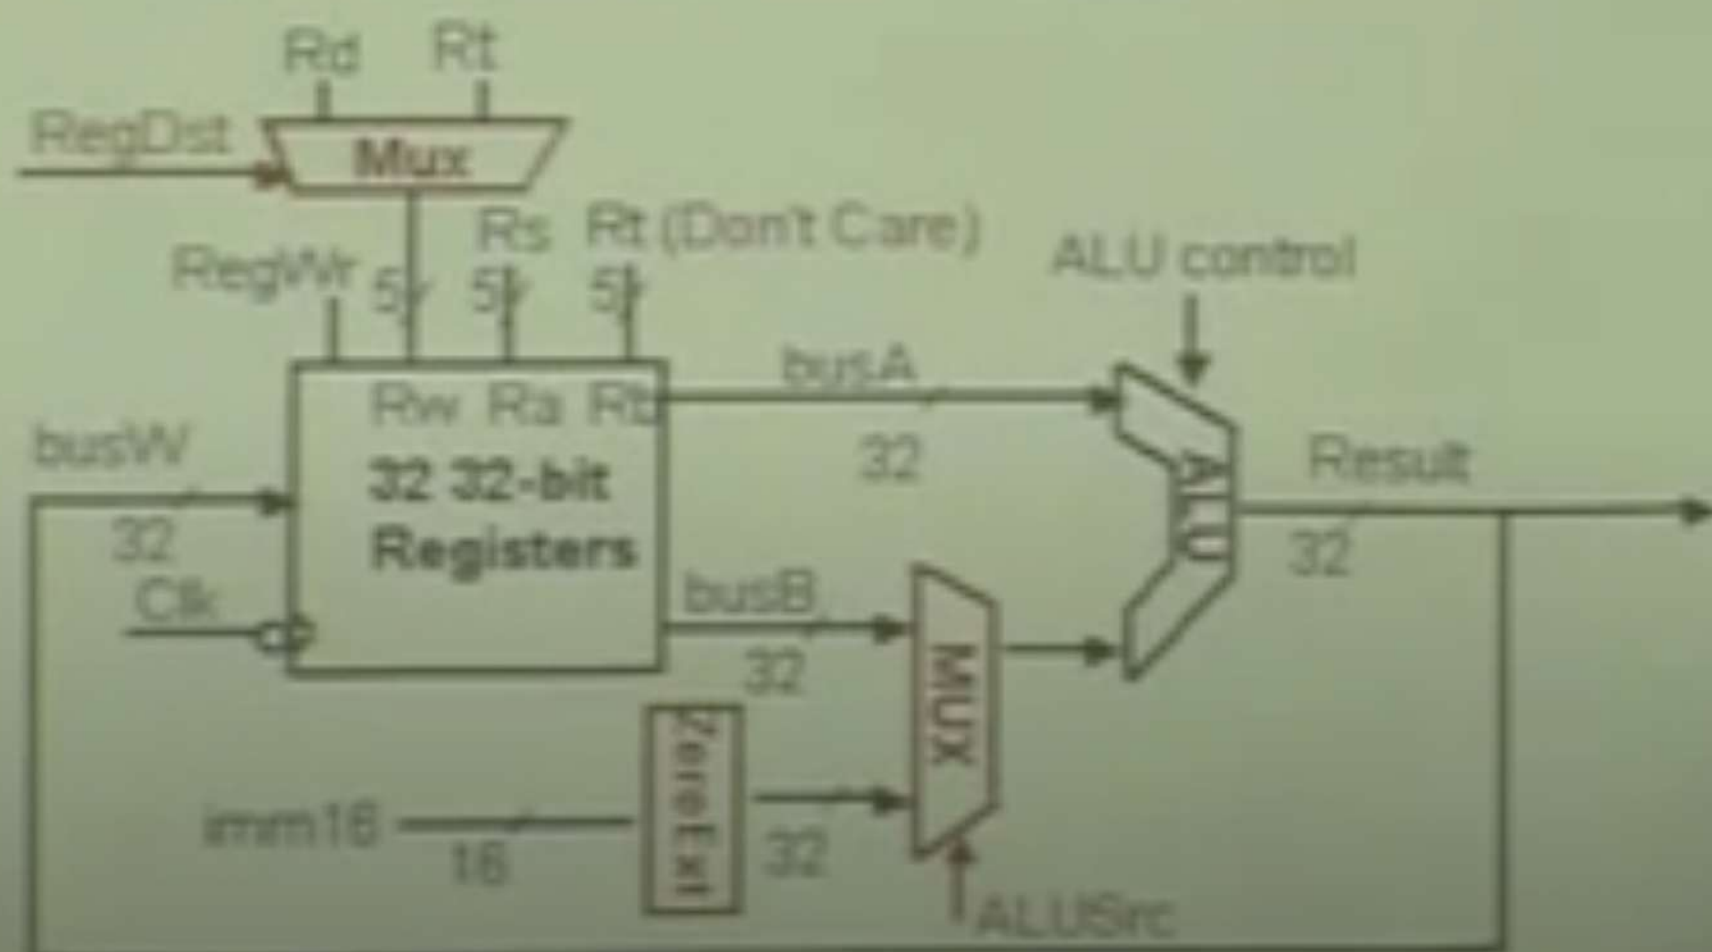 Rd Rt
RegDst
Mux
Rs Rt (Don't Care)
RegWr 5 5 5
ALU control
busA
Rw Ra Rb
busW
32
32 32-bit
Registers
32
Clk
ALU
Result
32
busB
32
MUX
ZeroExt
imm16
16
32
ALUSrc